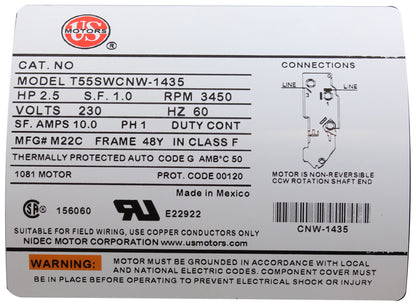 US
MOTORS
®
CAT. NO
CONNECTIONS
MODEL T55SWCNW-1435
HP 2.5 S.F. 1.0 RPM 3450
LINE LINE
VOLTS 230 HZ 60
SF. AMPS 10.0 PH 1 DUTY CONT
MFG# M22C FRAME 48Y IN CLASS F
THERMALLY PROTECTED AUTO CODE G AMB°C 50
1081 MOTOR PROT. CODE 00120
MOTOR IS NON-REVERSIBLE
CCW ROTATION SHAFT END
Made in Mexico
156060 E22922
CNW-1435
SUITABLE FOR FIELD WIRING, USE COPPER CONDUCTORS ONLY
NIDEC MOTOR CORPORATION www.usmotors.com
WARNING: MOTOR MUST BE GROUNDED IN ACCORDANCE WITH LOCAL
AND NATIONAL ELECTRIC CODES. COMPONENT COVER MUST
BE IN PLACE BEFORE OPERATING TO PREVENT ELECTRICAL SHOCK OR INJURY